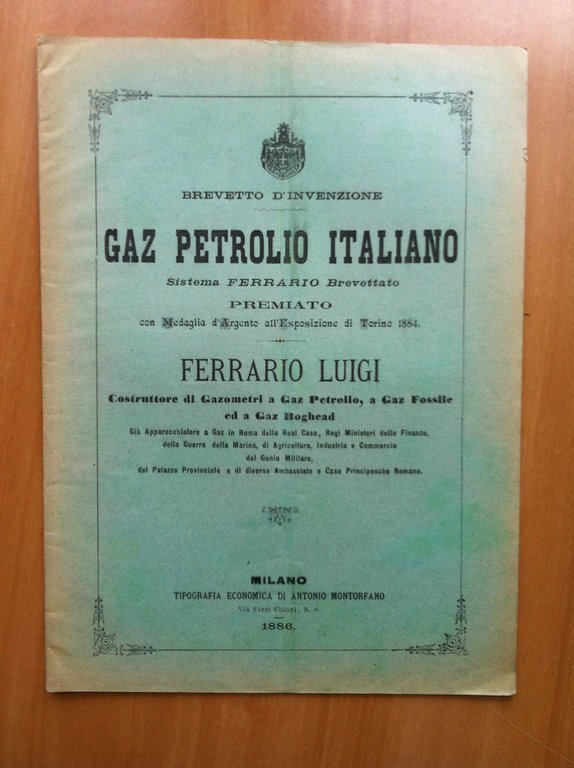 BREVETTO D'INVENZIONE
GAZ PETROLIO ITALIANO
Sistema FERRARIO Brevettato
PREMIATO
con Medaglia d'Argento all'Esposizione di Torino 1884.
FERRARIO LUIGI
Costruttore di Gazometri a Gaz Petrolio, a Gaz Fossile
ed a Gaz Boghead
Già Apparecchiatore a Gaz in Roma della Real Casa, Regi Ministeri delle Finanze,
della Guerra della Marina, di Agricoltura, Industria e Commercio
del Genio Militare,
del Palazzo Provinciale e di diverse Ambasciate e Case Principesche Romane.
MILANO
TIPOGRAFIA ECONOMICA DI ANTONIO MONTORFANO
Via Fiori Chiari, N.
1886.